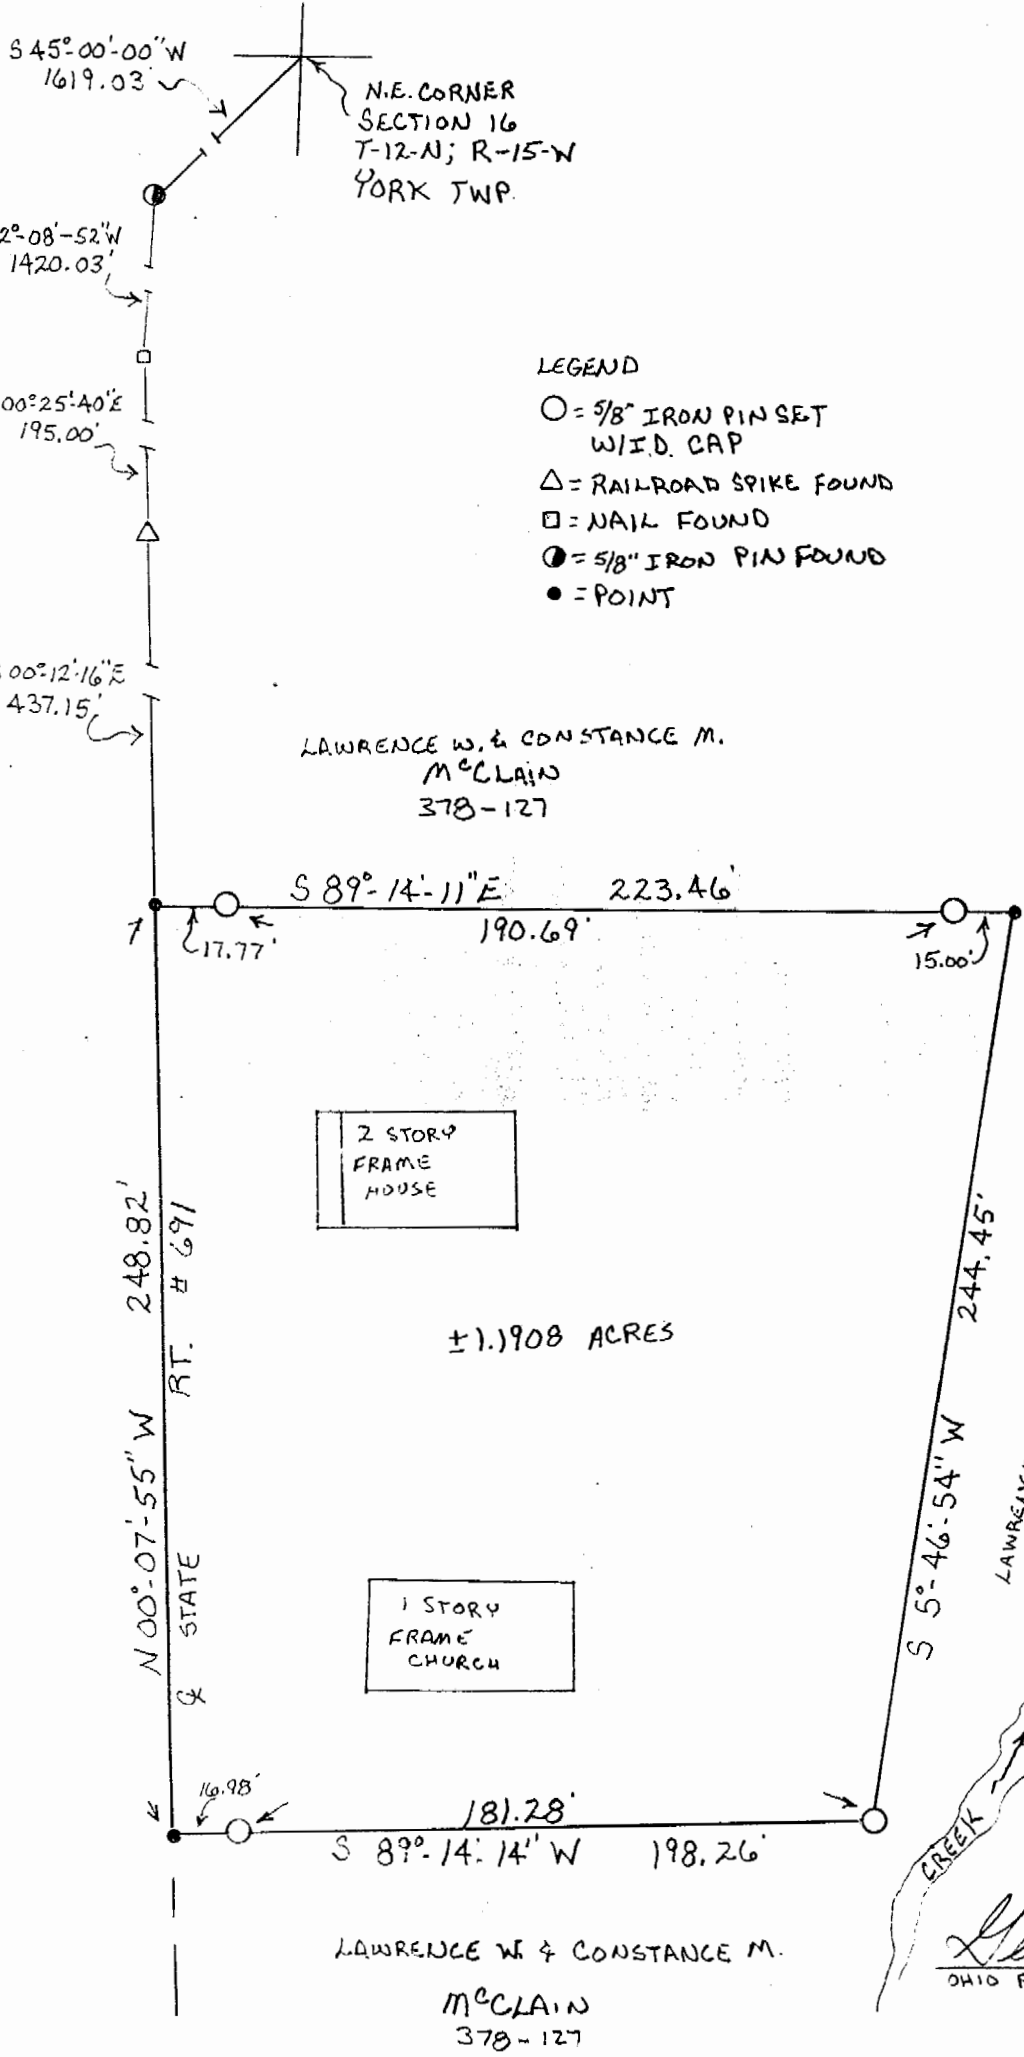 S 45°-00'-00" W
1619.03'
N.E. CORNER
SECTION 16
T-12-N; R-15-W
YORK TWP.
2°-08'-52" W
1420.03'
00°-25'-40" E
195.00'
LEGEND
○ = 5/8" IRON PIN SET
W/I.D. CAP
△ = RAILROAD SPIKE FOUND
□ = NAIL FOUND
◑ = 5/8" IRON PIN FOUND
● = POINT
00°-12'-16" E
437.15'
LAWRENCE W. & CONSTANCE M.
McCLAIN
378-127
S 89°-14'-11" E 223.46'
190.69'
17.77'
15.00'
2 STORY
FRAME
HOUSE
N 00°-07'-55" W 248.82'
℄ STATE RT. # 691
±1.1908 ACRES
S 5°-46'-54" W 244.45'
1 STORY
FRAME
CHURCH
16.98'
181.28'
S 89°-14'-14" W 198.26'
CREEK
LAWRENCE W. & CONSTANCE M.
McCLAIN
378-127
OHIO